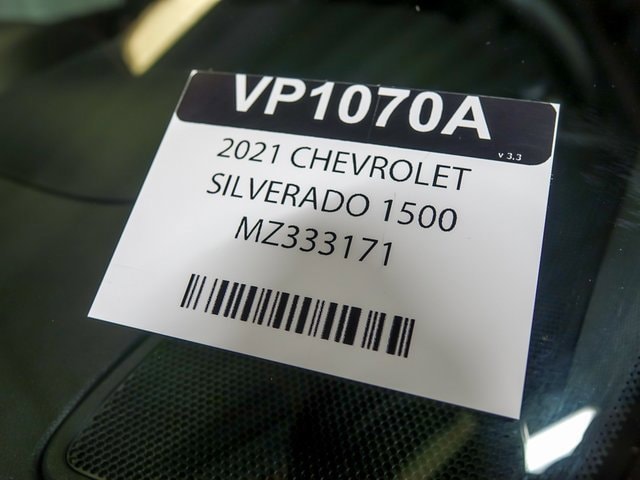 VP1070A
v 3.3
2021 CHEVROLET
SILVERADO 1500
MZ333171